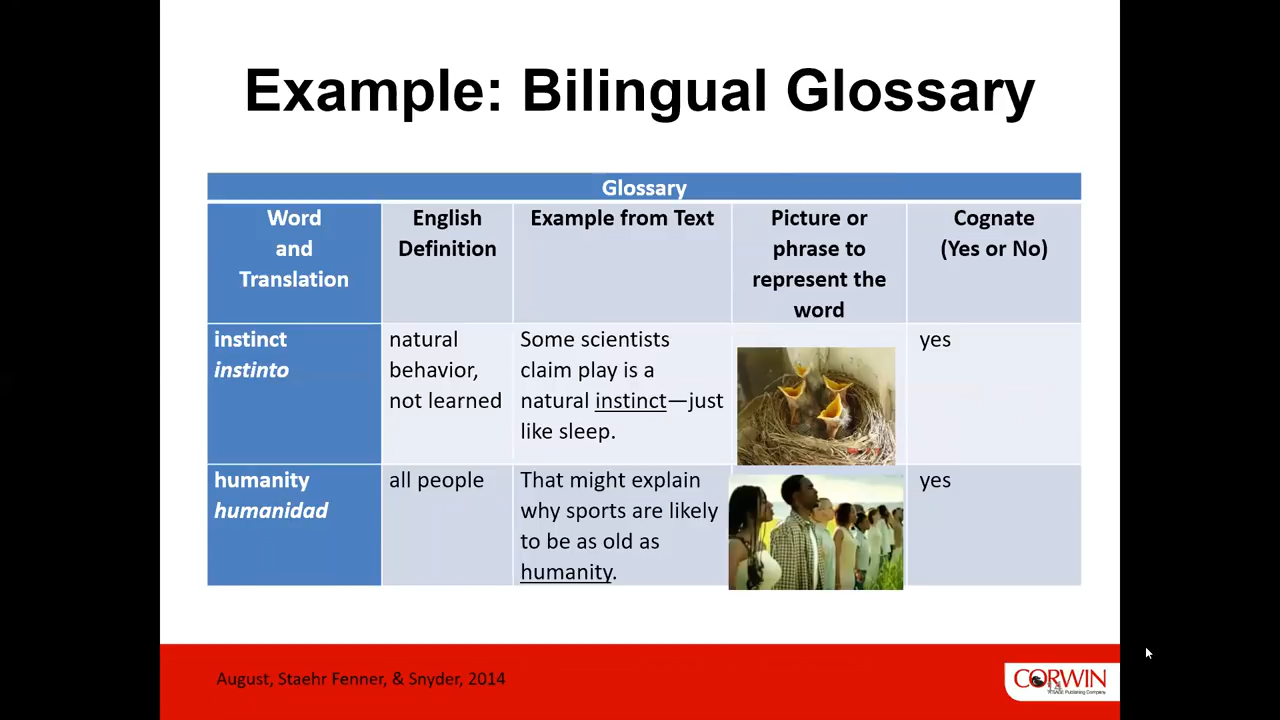 Example: Bilingual Glossary
Glossary
Word
and
Translation
English
Definition
Example from Text
Picture or
phrase to
represent the
word
Cognate
(Yes or No)
instinct
instinto
natural
behavior,
not learned
Some scientists
claim play is a
natural instinct—just
like sleep.
yes
humanity
humanidad
all people
That might explain
why sports are likely
to be as old as
humanity.
yes
August, Staehr Fenner, & Snyder, 2014
CORWIN
A SAGE Publishing Company